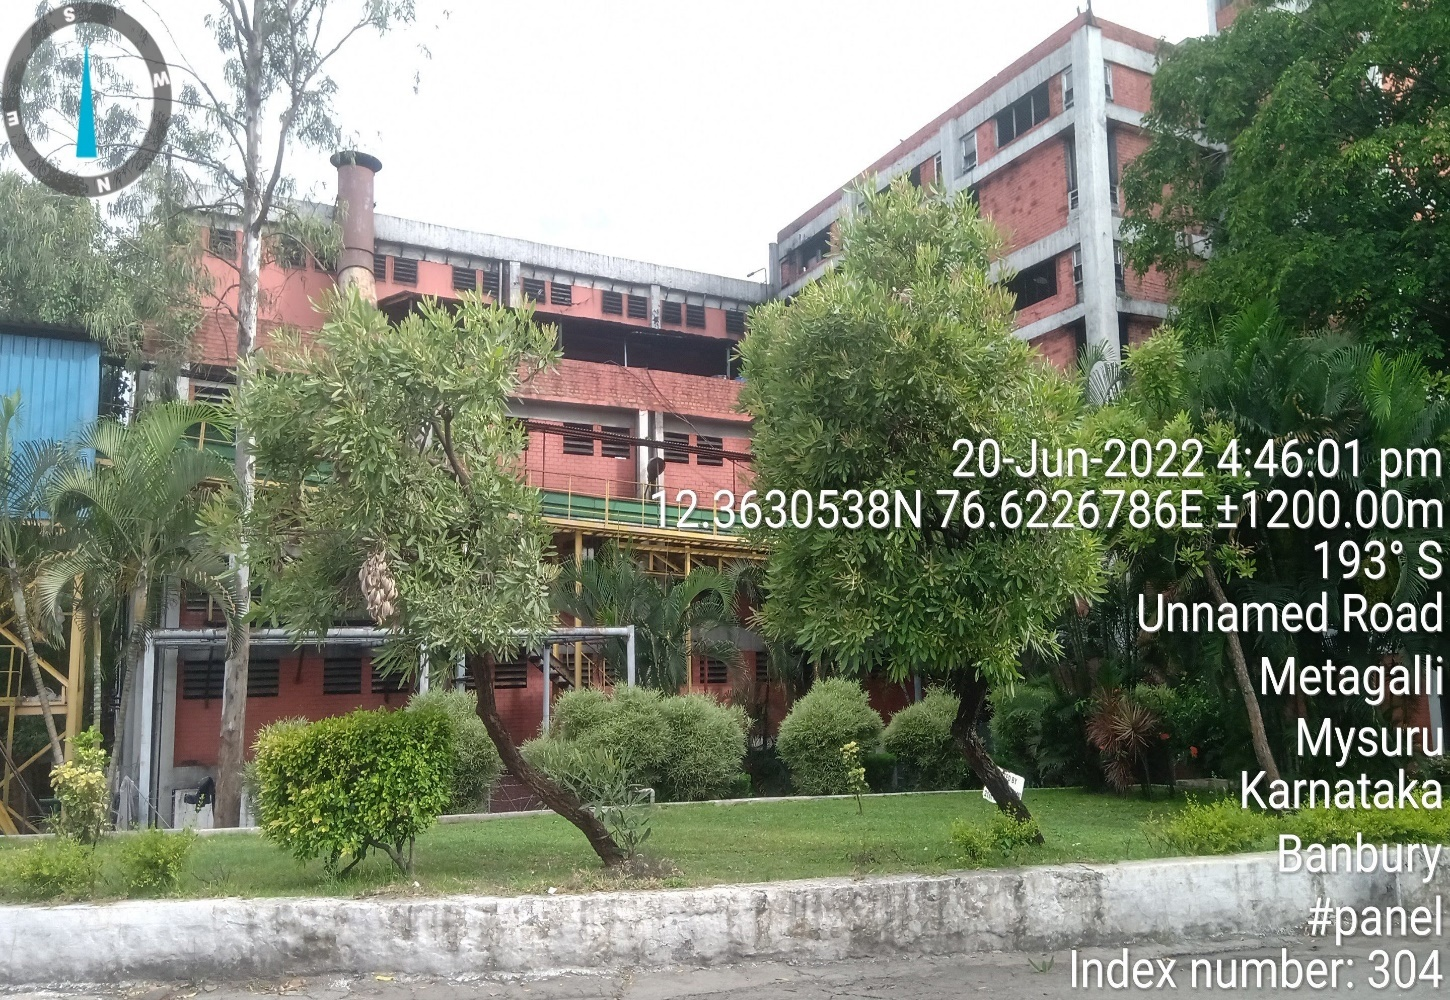 S
W
E
N
20-Jun-2022 4:46:01 pm
12.3630538N 76.6226786E ±1200.00m
193° S
Unnamed Road
Metagalli
Mysuru
Karnataka
Banbury
#panel
Index number: 304
BY